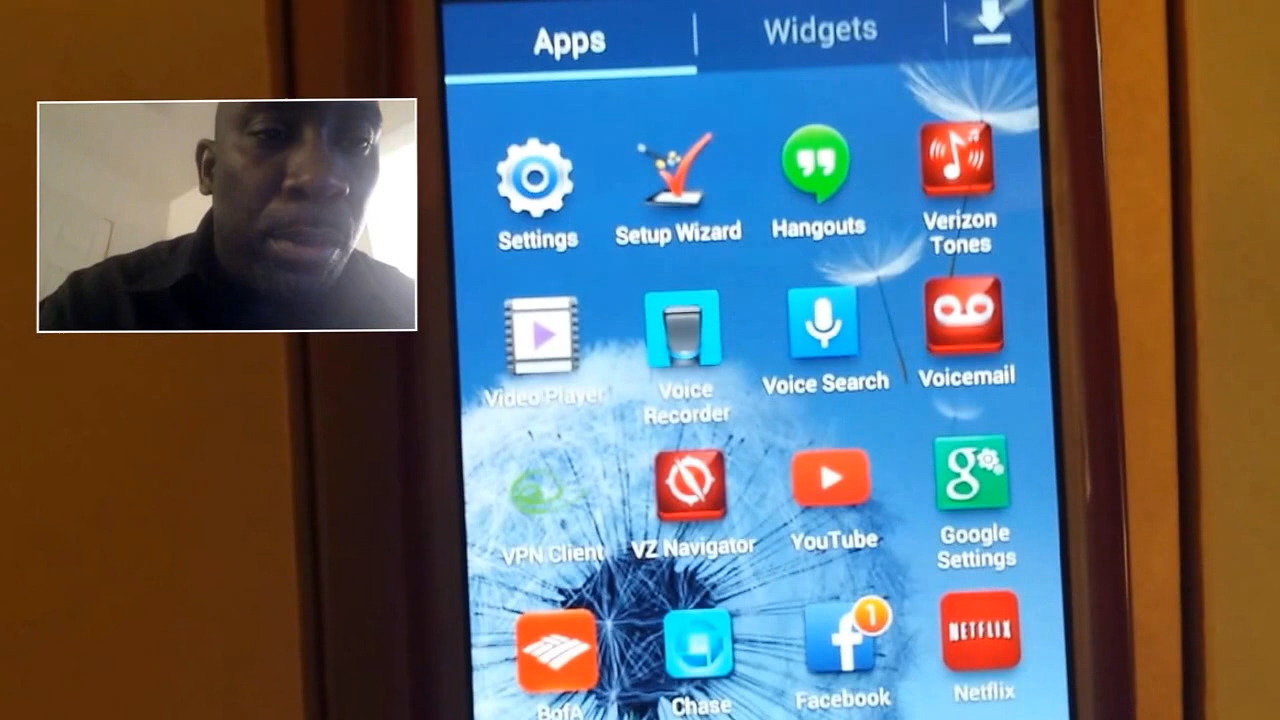 Apps
Widgets
Settings
Setup Wizard
Hangouts
Verizon
Tones
Video Player
Voice
Recorder
Voice Search
Voicemail
VPN Client
VZ Navigator
YouTube
g
Google
Settings
1
f
NETFLIX
BofA
Chase
Facebook
Netflix